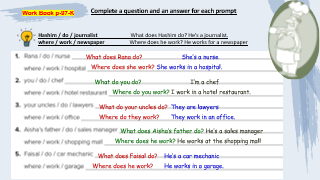 Work Book p-97-K
Complete a question and an answer for each prompt
Hashim / do / journalist What does Hashim do? He's a journalist.
where / work / newspaper Where does he work? He works for a newspaper
1. Rana / do / nurse What does Rana do? She's a nurse
where / work / hospital Where does she work? She works in a hospital.
2. you / do / chef What do you do? I'm a chef
where / work / hotel restaurant Where do you work? I work in a hotel restaurant.
3. your uncles / do / lawyers What do your uncles do? They are lawyers
where / work / office Where do they work? They work in an office.
4. Aisha's father / do / sales manager What does Aisha's father do? He's a sales manager
where / work / shopping mall Where does he work? He works at the shopping mall
5. Faisal / do / car mechanic What does Faisal do? He's a car mechanic
where / work / garage Where does he work? He works in a garage.